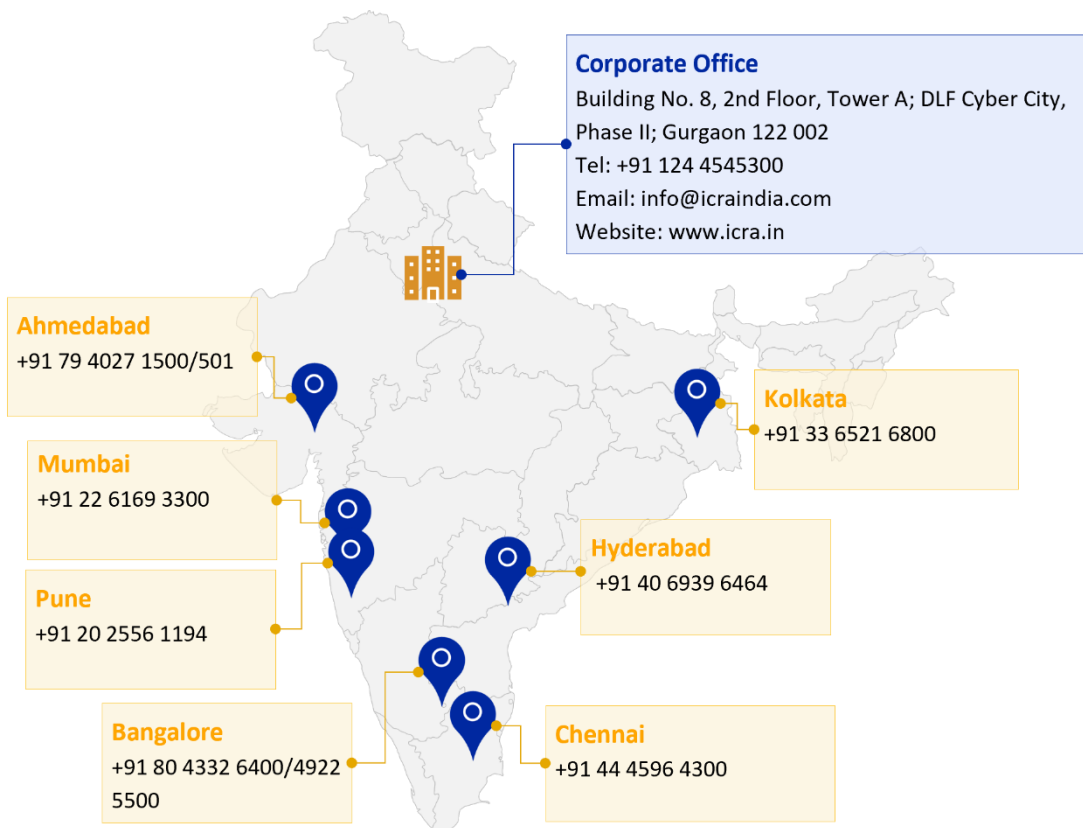 Corporate Office
Building No. 8, 2nd Floor, Tower A; DLF Cyber City,
Phase II; Gurgaon 122 002
Tel: +91 124 4545300
Email: info@icraindia.com
Website: www.icra.in
Ahmedabad
+91 79 4027 1500/501
Kolkata
+91 33 6521 6800
Mumbai
+91 22 6169 3300
Hyderabad
+91 40 6939 6464
Pune
+91 20 2556 1194
Bangalore
+91 80 4332 6400/4922
5500
Chennai
+91 44 4596 4300